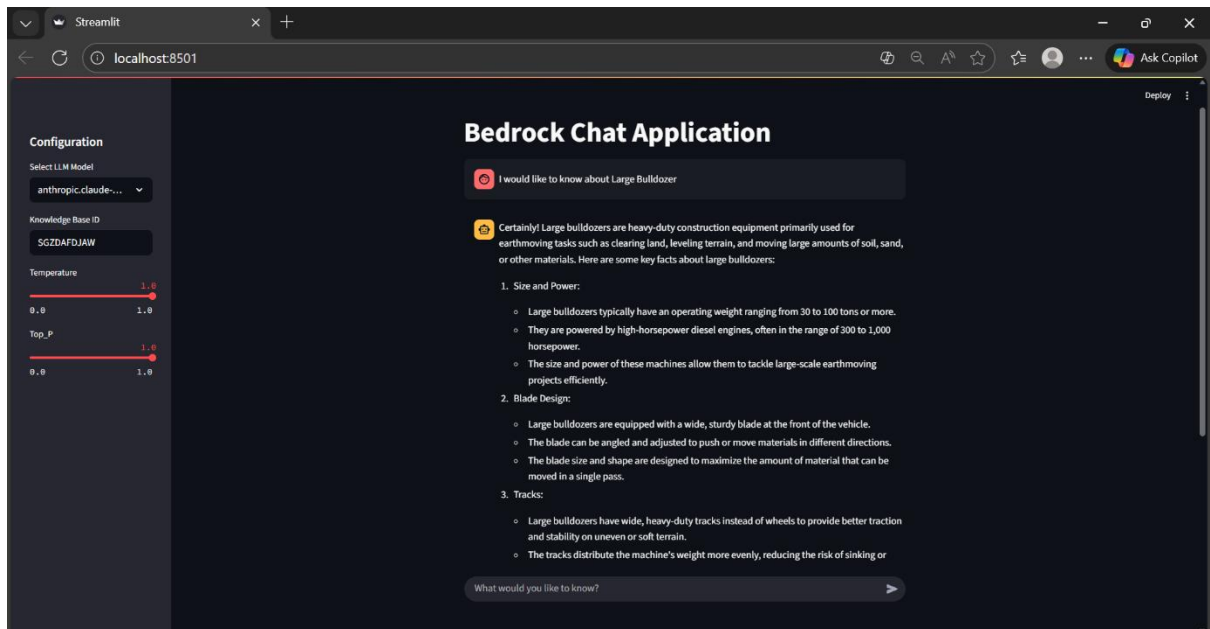 Streamlit
localhost:8501
Ask Copilot
Deploy
Configuration
Select LLM Model
anthropic.claude-...
Knowledge Base ID
SGZDAFDJAW
Temperature
1.0
0.0 1.0
Top_P
1.0
0.0 1.0
Bedrock Chat Application
I would like to know about Large Bulldozer
Certainly! Large bulldozers are heavy-duty construction equipment primarily used for
earthmoving tasks such as clearing land, leveling terrain, and moving large amounts of soil, sand,
or other materials. Here are some key facts about large bulldozers:
1. Size and Power:
Large bulldozers typically have an operating weight ranging from 30 to 100 tons or more.
They are powered by high-horsepower diesel engines, often in the range of 300 to 1,000
horsepower.
The size and power of these machines allow them to tackle large-scale earthmoving
projects efficiently.
2. Blade Design:
Large bulldozers are equipped with a wide, sturdy blade at the front of the vehicle.
The blade can be angled and adjusted to push or move materials in different directions.
The blade size and shape are designed to maximize the amount of material that can be
moved in a single pass.
3. Tracks:
Large bulldozers have wide, heavy-duty tracks instead of wheels to provide better traction
and stability on uneven or soft terrain.
The tracks distribute the machine's weight more evenly, reducing the risk of sinking or
What would you like to know?